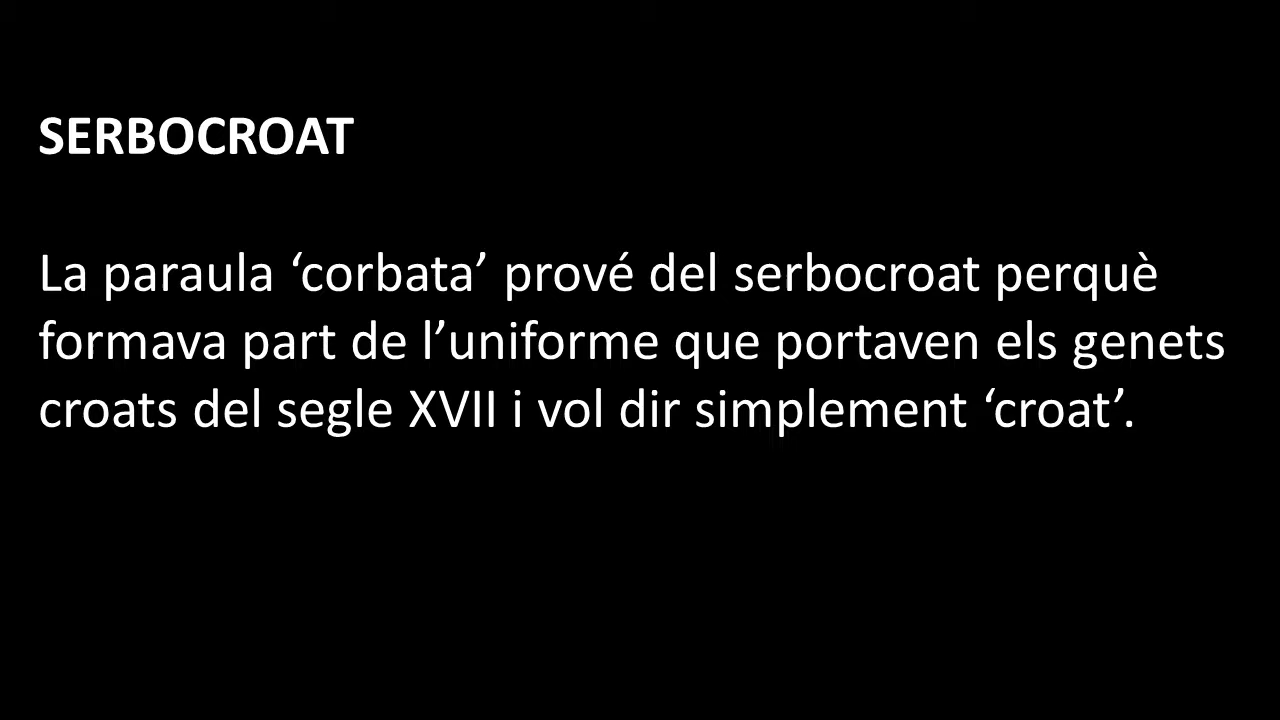 SERBOCROAT
La paraula ‘corbata’ prové del serbocroat perquè
formava part de l’uniforme que portaven els genets
croats del segle XVII i vol dir simplement ‘croat’.